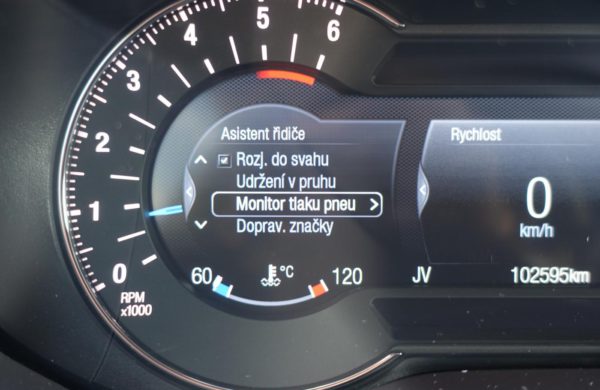 6
5
4
3
2
1
0
RPM
x1000
Asistent řidiče
Rozj. do svahu
Udržení v pruhu
Monitor tlaku pneu
Doprav. značky
60 °C 120
Rychlost
0
km/h
JV 102595km